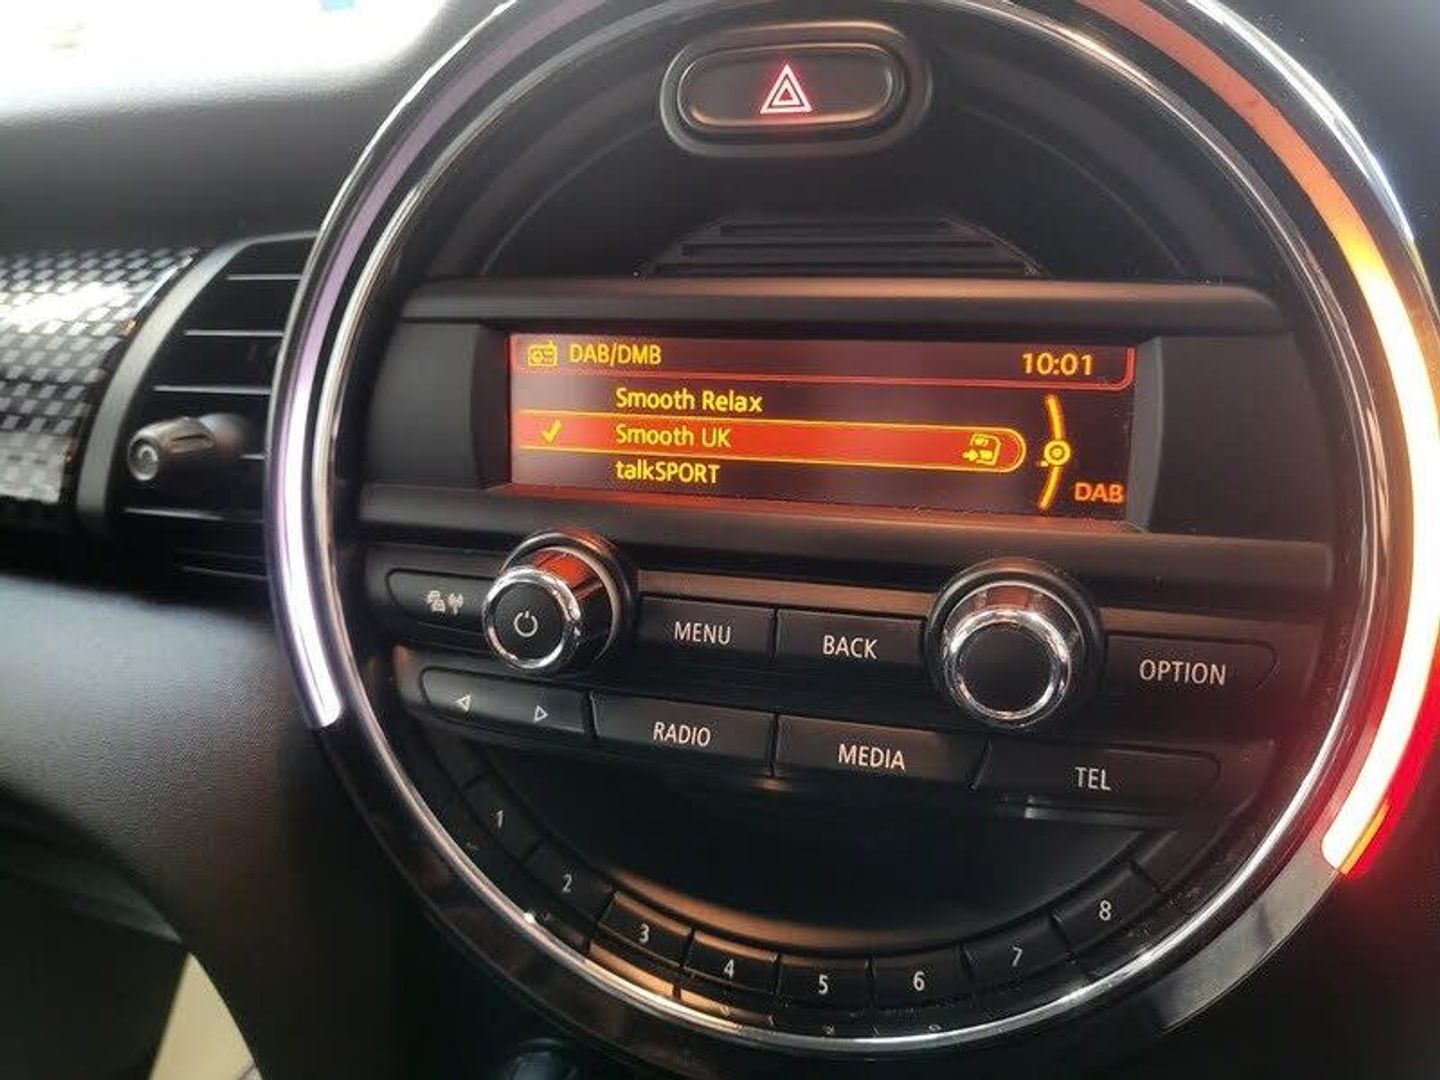 DAB/DMB 10:01
Smooth Relax
Smooth UK
talkSPORT
DAB
MENU BACK OPTION
RADIO MEDIA TEL
1 2 3 4 5 6 7 8